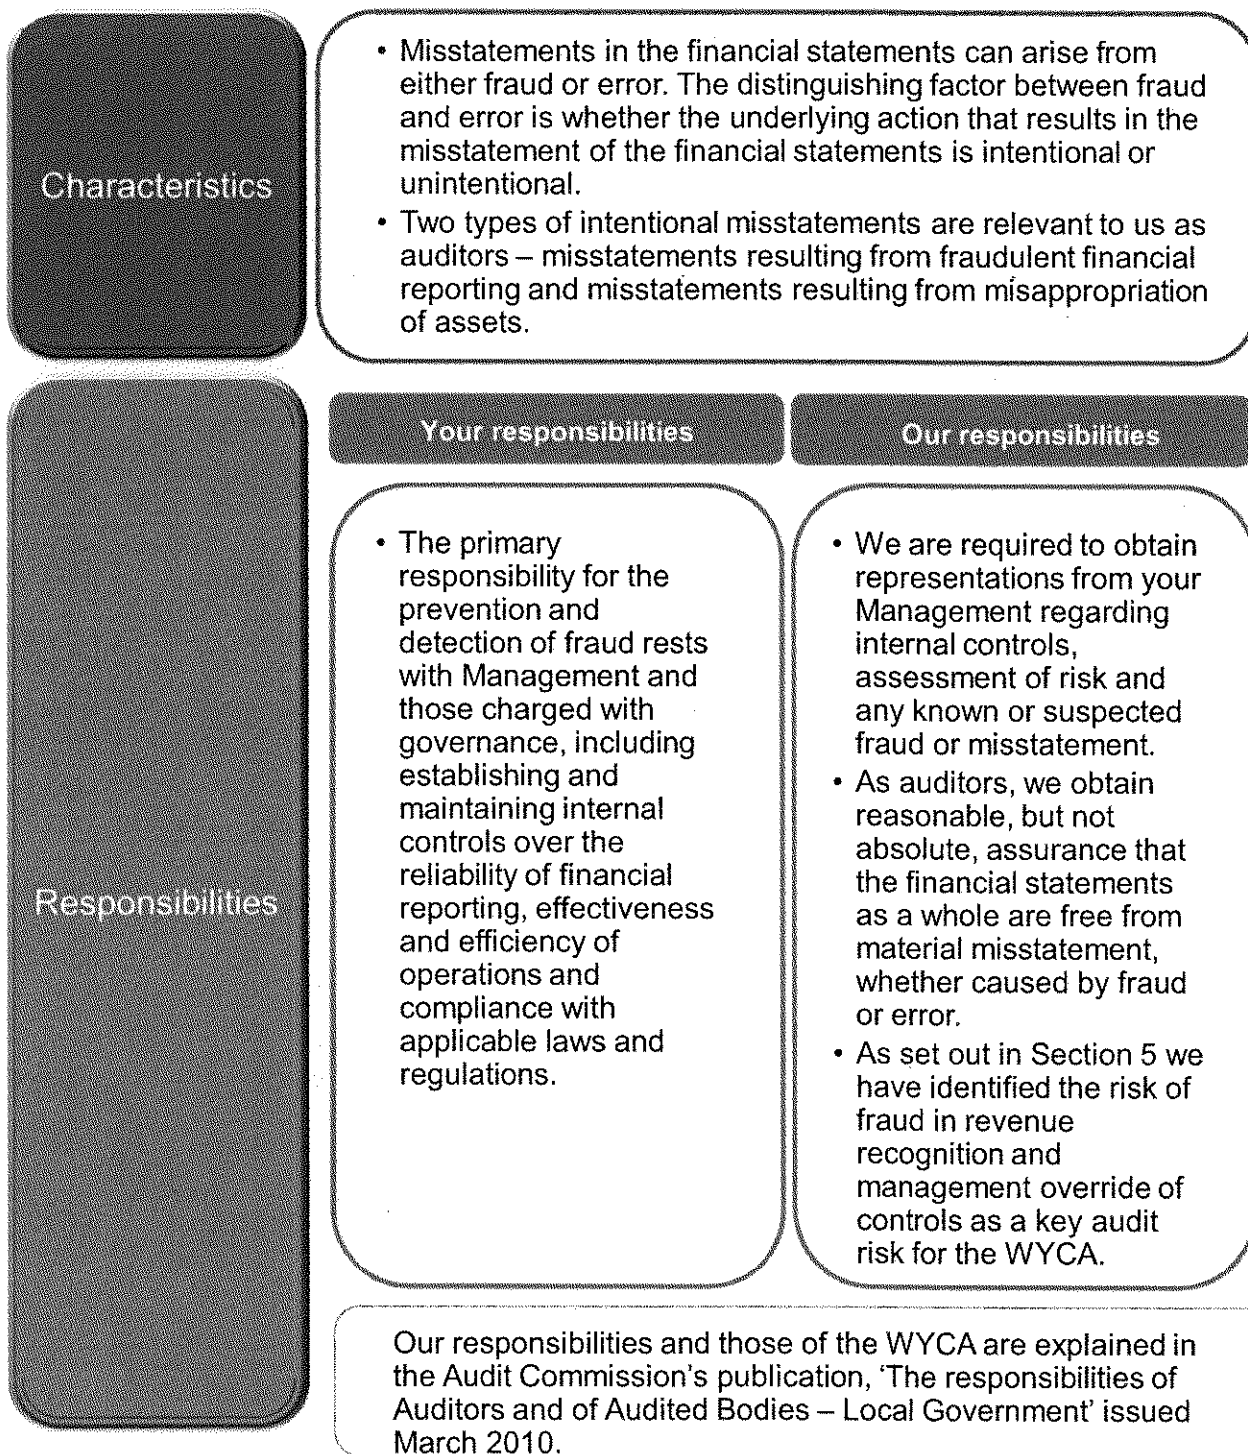 Characteristics
• Misstatements in the financial statements can arise from
either fraud or error. The distinguishing factor between fraud
and error is whether the underlying action that results in the
misstatement of the financial statements is intentional or
unintentional.
• Two types of intentional misstatements are relevant to us as
auditors – misstatements resulting from fraudulent financial
reporting and misstatements resulting from misappropriation
of assets.
Responsibilities
Your responsibilities
• The primary
responsibility for the
prevention and
detection of fraud rests
with Management and
those charged with
governance, including
establishing and
maintaining internal
controls over the
reliability of financial
reporting, effectiveness
and efficiency of
operations and
compliance with
applicable laws and
regulations.
Our responsibilities
• We are required to obtain
representations from your
Management regarding
internal controls,
assessment of risk and
any known or suspected
fraud or misstatement.
• As auditors, we obtain
reasonable, but not
absolute, assurance that
the financial statements
as a whole are free from
material misstatement,
whether caused by fraud
or error.
• As set out in Section 5 we
have identified the risk of
fraud in revenue
recognition and
management override of
controls as a key audit
risk for the WYCA.
Our responsibilities and those of the WYCA are explained in
the Audit Commission's publication, 'The responsibilities of
Auditors and of Audited Bodies – Local Government' issued
March 2010.